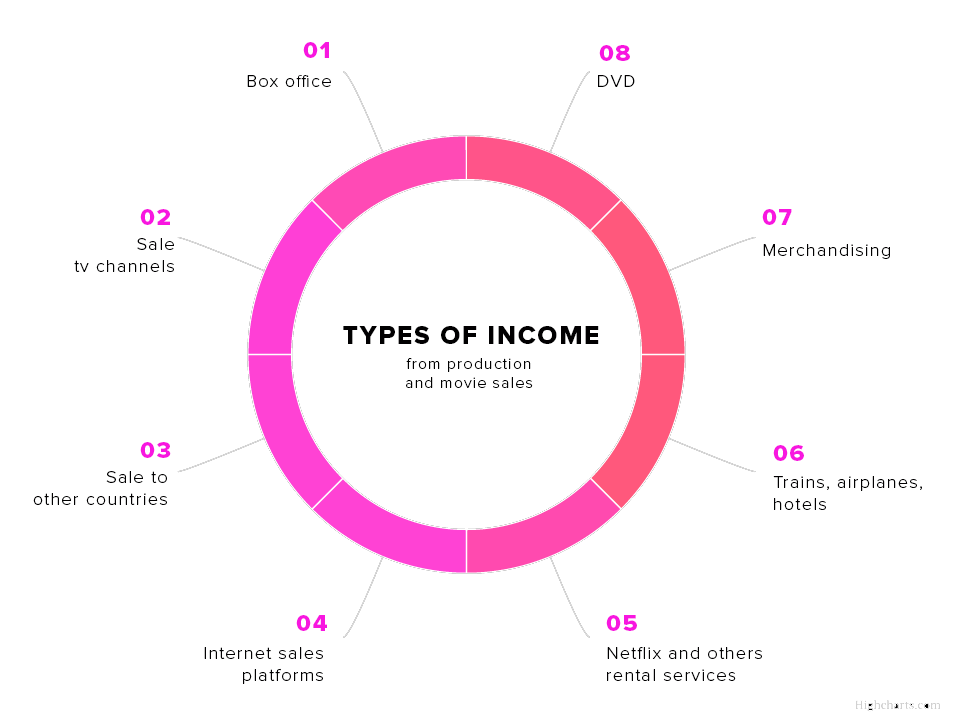 01
Box office
08
DVD
02
Sale
tv channels
07
Merchandising
TYPES OF INCOME
from production
and movie sales
03
Sale to
other countries
06
Trains, airplanes,
hotels
04
Internet sales
platforms
05
Netflix and others
rental services
Highcharts.com